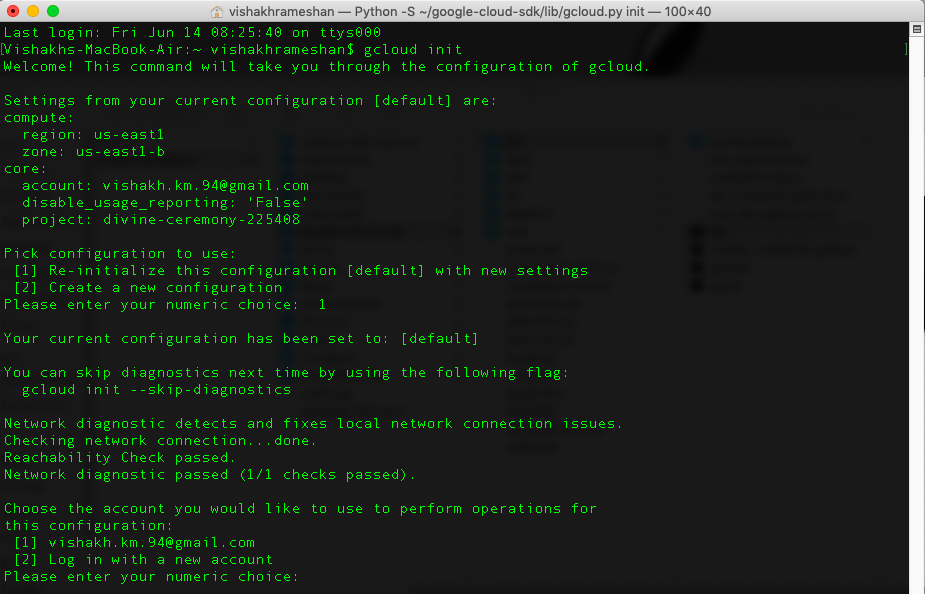 vishakhrameshan — Python -S ~/google-cloud-sdk/lib/gcloud.py init — 100×40
Last login: Fri Jun 14 08:25:40 on ttys000
[Vishakhs-MacBook-Air:~ vishakhrameshan$ gcloud init ]
Welcome! This command will take you through the configuration of gcloud.
Settings from your current configuration [default] are:
compute:
  region: us-east1
  zone: us-east1-b
core:
  account: vishakh.km.94@gmail.com
  disable_usage_reporting: 'False'
  project: divine-ceremony-225408
Pick configuration to use:
 [1] Re-initialize this configuration [default] with new settings
 [2] Create a new configuration
Please enter your numeric choice:  1
Your current configuration has been set to: [default]
You can skip diagnostics next time by using the following flag:
  gcloud init --skip-diagnostics
Network diagnostic detects and fixes local network connection issues.
Checking network connection...done.
Reachability Check passed.
Network diagnostic passed (1/1 checks passed).
Choose the account you would like to use to perform operations for
this configuration:
 [1] vishakh.km.94@gmail.com
 [2] Log in with a new account
Please enter your numeric choice: